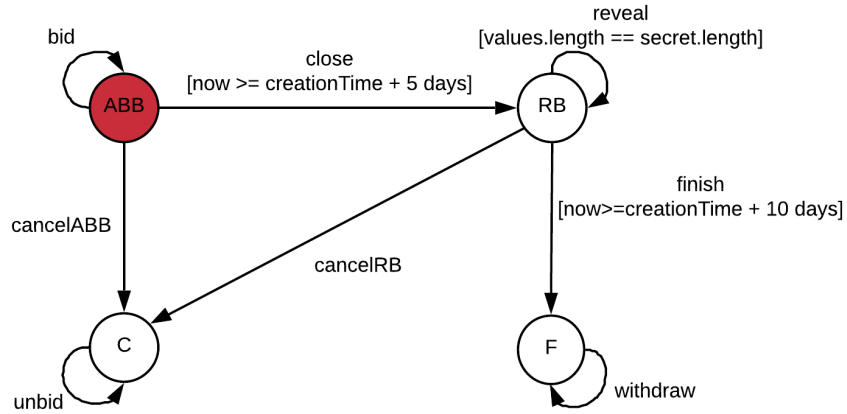 reveal
[values.length == secret.length]
bid
close
[now >= creationTime + 5 days]
ABB
RB
finish
[now>=creationTime + 10 days]
cancelABB
cancelRB
C
F
unbid
withdraw